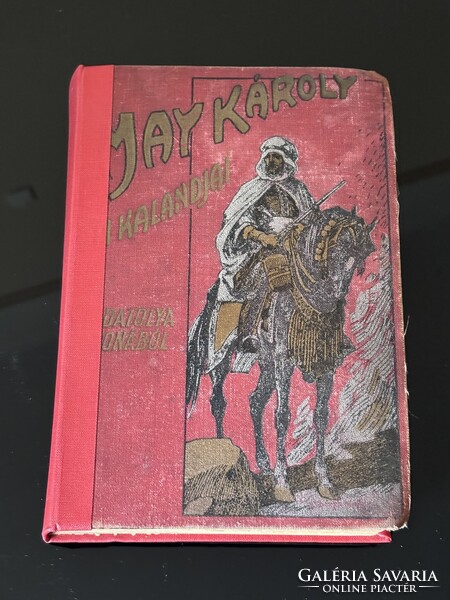 MAY KÁROLY
I KALANDJAI
DATOLYA
ONÁBÓL
GALÉRIA SAVARIA
ONLINE PIACTÉR